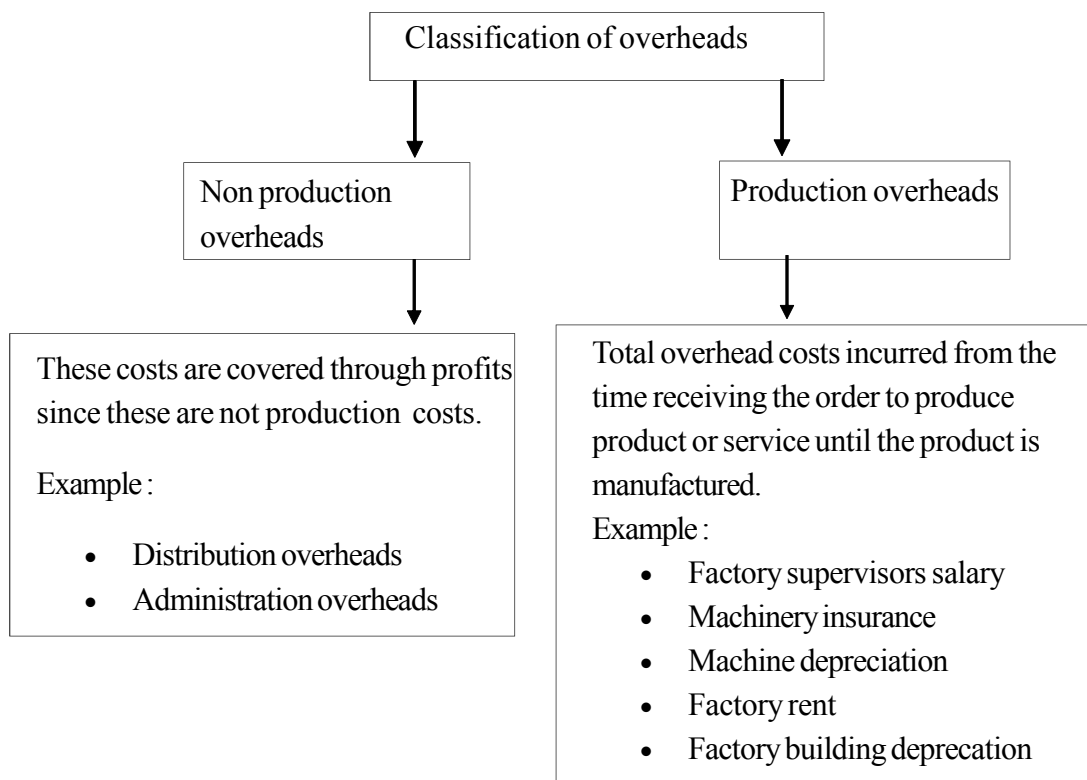 Classification of overheads
Non production
overheads
Production overheads
These costs are covered through profits
since these are not production costs.
Example :
• Distribution overheads
• Administration overheads
Total overhead costs incurred from the
time receiving the order to produce
product or service until the product is
manufactured.
Example :
• Factory supervisors salary
• Machinery insurance
• Machine depreciation
• Factory rent
• Factory building deprecation